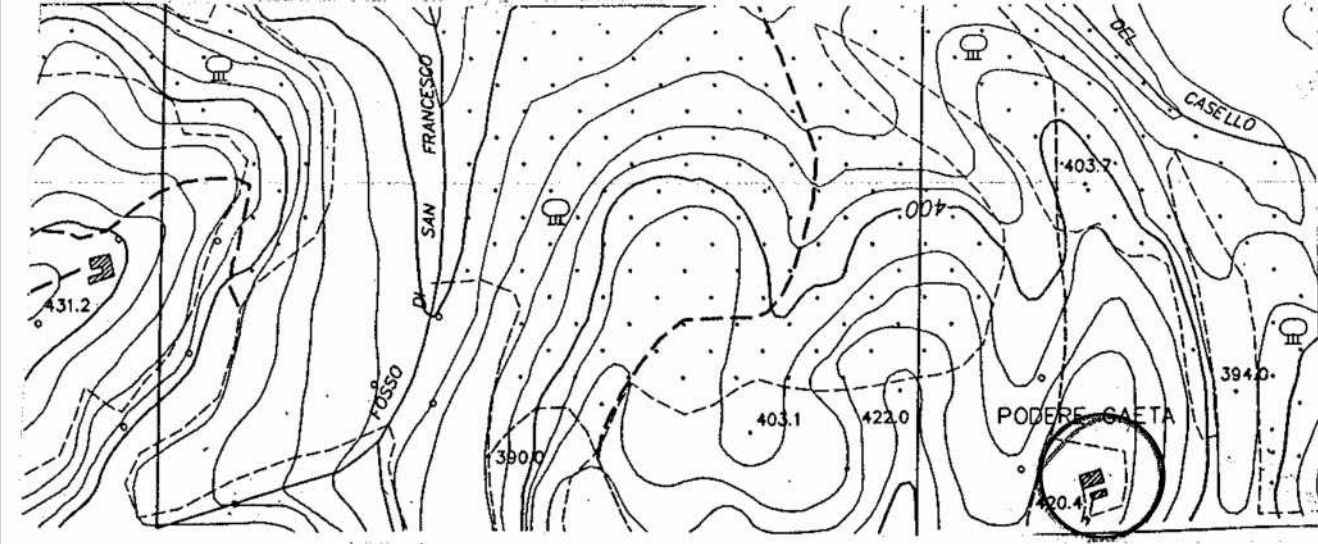 FOSSO DI SAN FRANCESCO
DEL CASELLO
403.7
400
431.2
394.0
403.1
422.0
PODERE GAETA
390.0
420.4